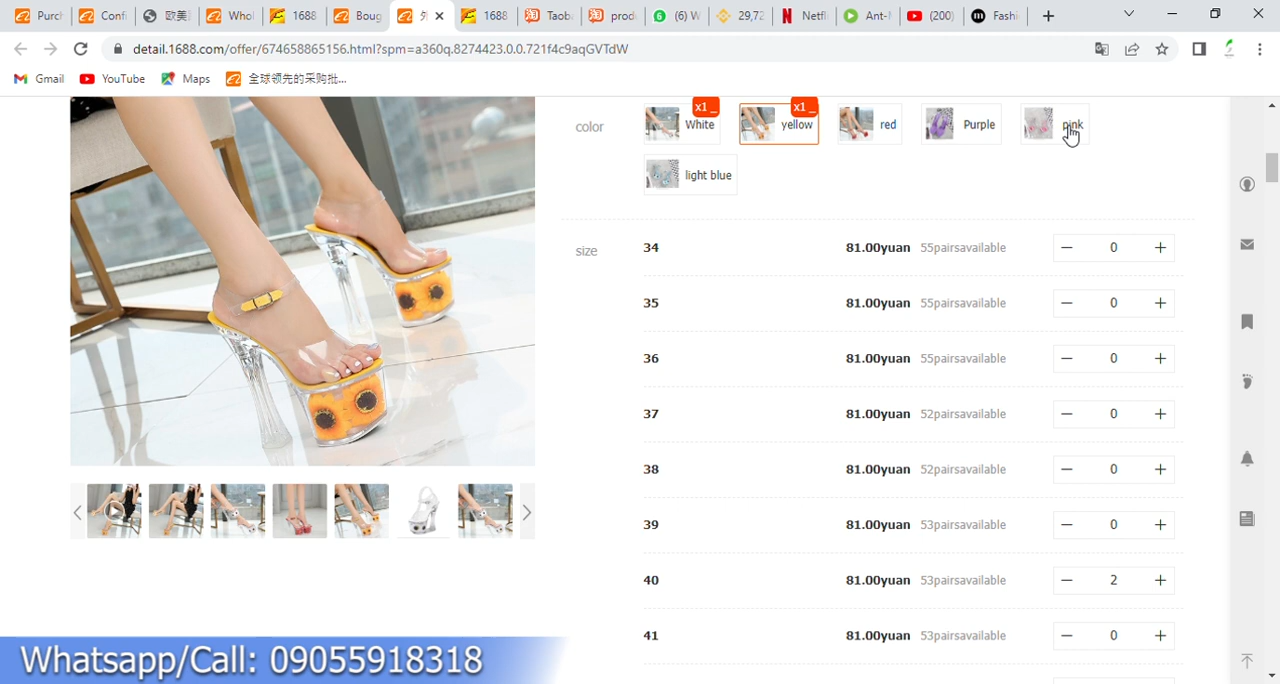 Purch
Confi
欧美
Whol
1688
Boug
1688
Taob
prod
(6) W
29,72
Netfl
Ant-
(200)
Fashi
detail.1688.com/offer/674658865156.html?spm=a360q.8274423.0.0.721f4c9aqGVTdW
Gmail YouTube Maps 全球领先的采购批...
color
x1 _
White
x1 _
yellow
red
Purple
pink
light blue
size
34 81.00yuan 55pairsavailable − 0 +
35 81.00yuan 55pairsavailable − 0 +
36 81.00yuan 55pairsavailable − 0 +
37 81.00yuan 52pairsavailable − 0 +
38 81.00yuan 52pairsavailable − 0 +
39 81.00yuan 53pairsavailable − 0 +
40 81.00yuan 53pairsavailable − 2 +
41 81.00yuan 53pairsavailable − 0 +
Whatsapp/Call: 09055918318